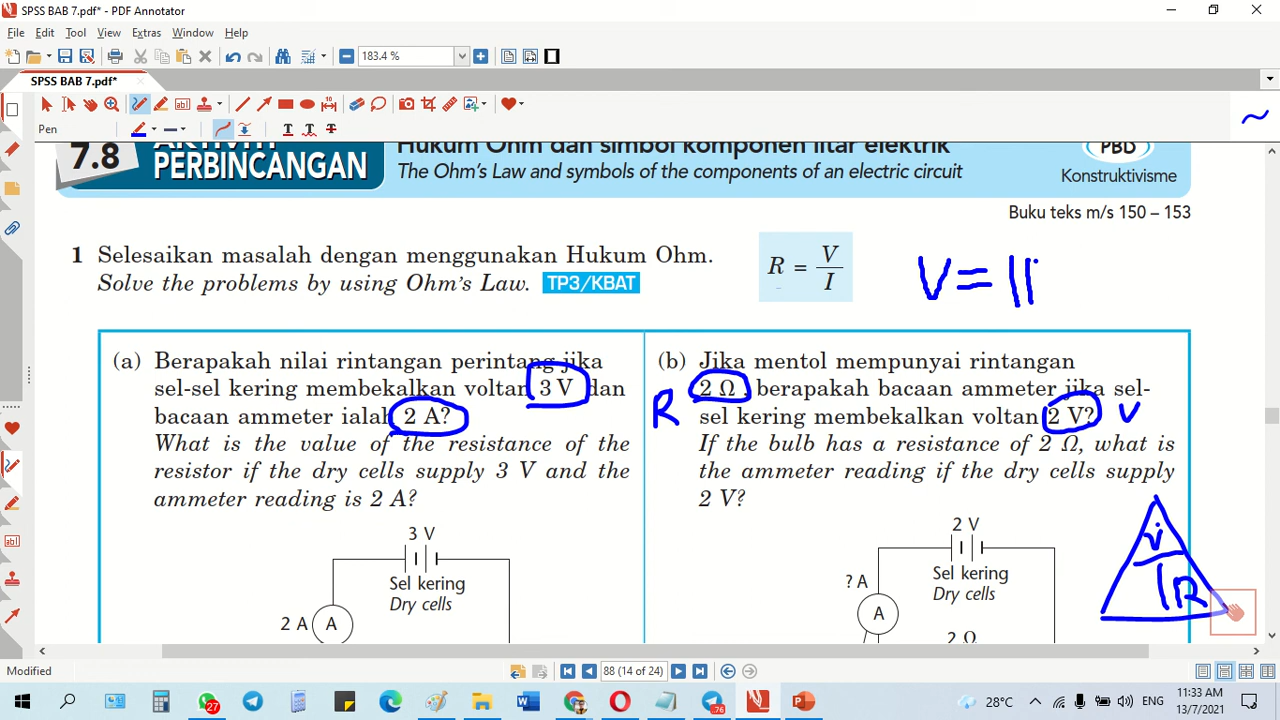 SPSS BAB 7.pdf* - PDF Annotator
File Edit Tool View Extras Window Help
183.4 %
SPSS BAB 7.pdf*
Pen
7.8
AKTIVITI
PERBINCANGAN
Hukum Ohm dan simbol komponen litar elektrik
The Ohm's Law and symbols of the components of an electric circuit
PBD
Konstruktivisme
Buku teks m/s 150 – 153
1 Selesaikan masalah dengan menggunakan Hukum Ohm.
Solve the problems by using Ohm's Law. TP3/KBAT
R = V
I
V = I
(a) Berapakah nilai rintangan perintang jika
sel-sel kering membekalkan voltan 3 V dan
bacaan ammeter ialah 2 A?
What is the value of the resistance of the
resistor if the dry cells supply 3 V and the
ammeter reading is 2 A?
3 V
Sel kering
Dry cells
2 A A
(b) Jika mentol mempunyai rintangan
2 Ω, berapakah bacaan ammeter jika sel-
R
sel kering membekalkan voltan 2 V? V
If the bulb has a resistance of 2 Ω, what is
the ammeter reading if the dry cells supply
2 V?
2 V
Sel kering
Dry cells
? A
A
2 Ω
V
I R
Modified
88 (14 of 24)
27
76
28°C
11:33 AM
13/7/2021